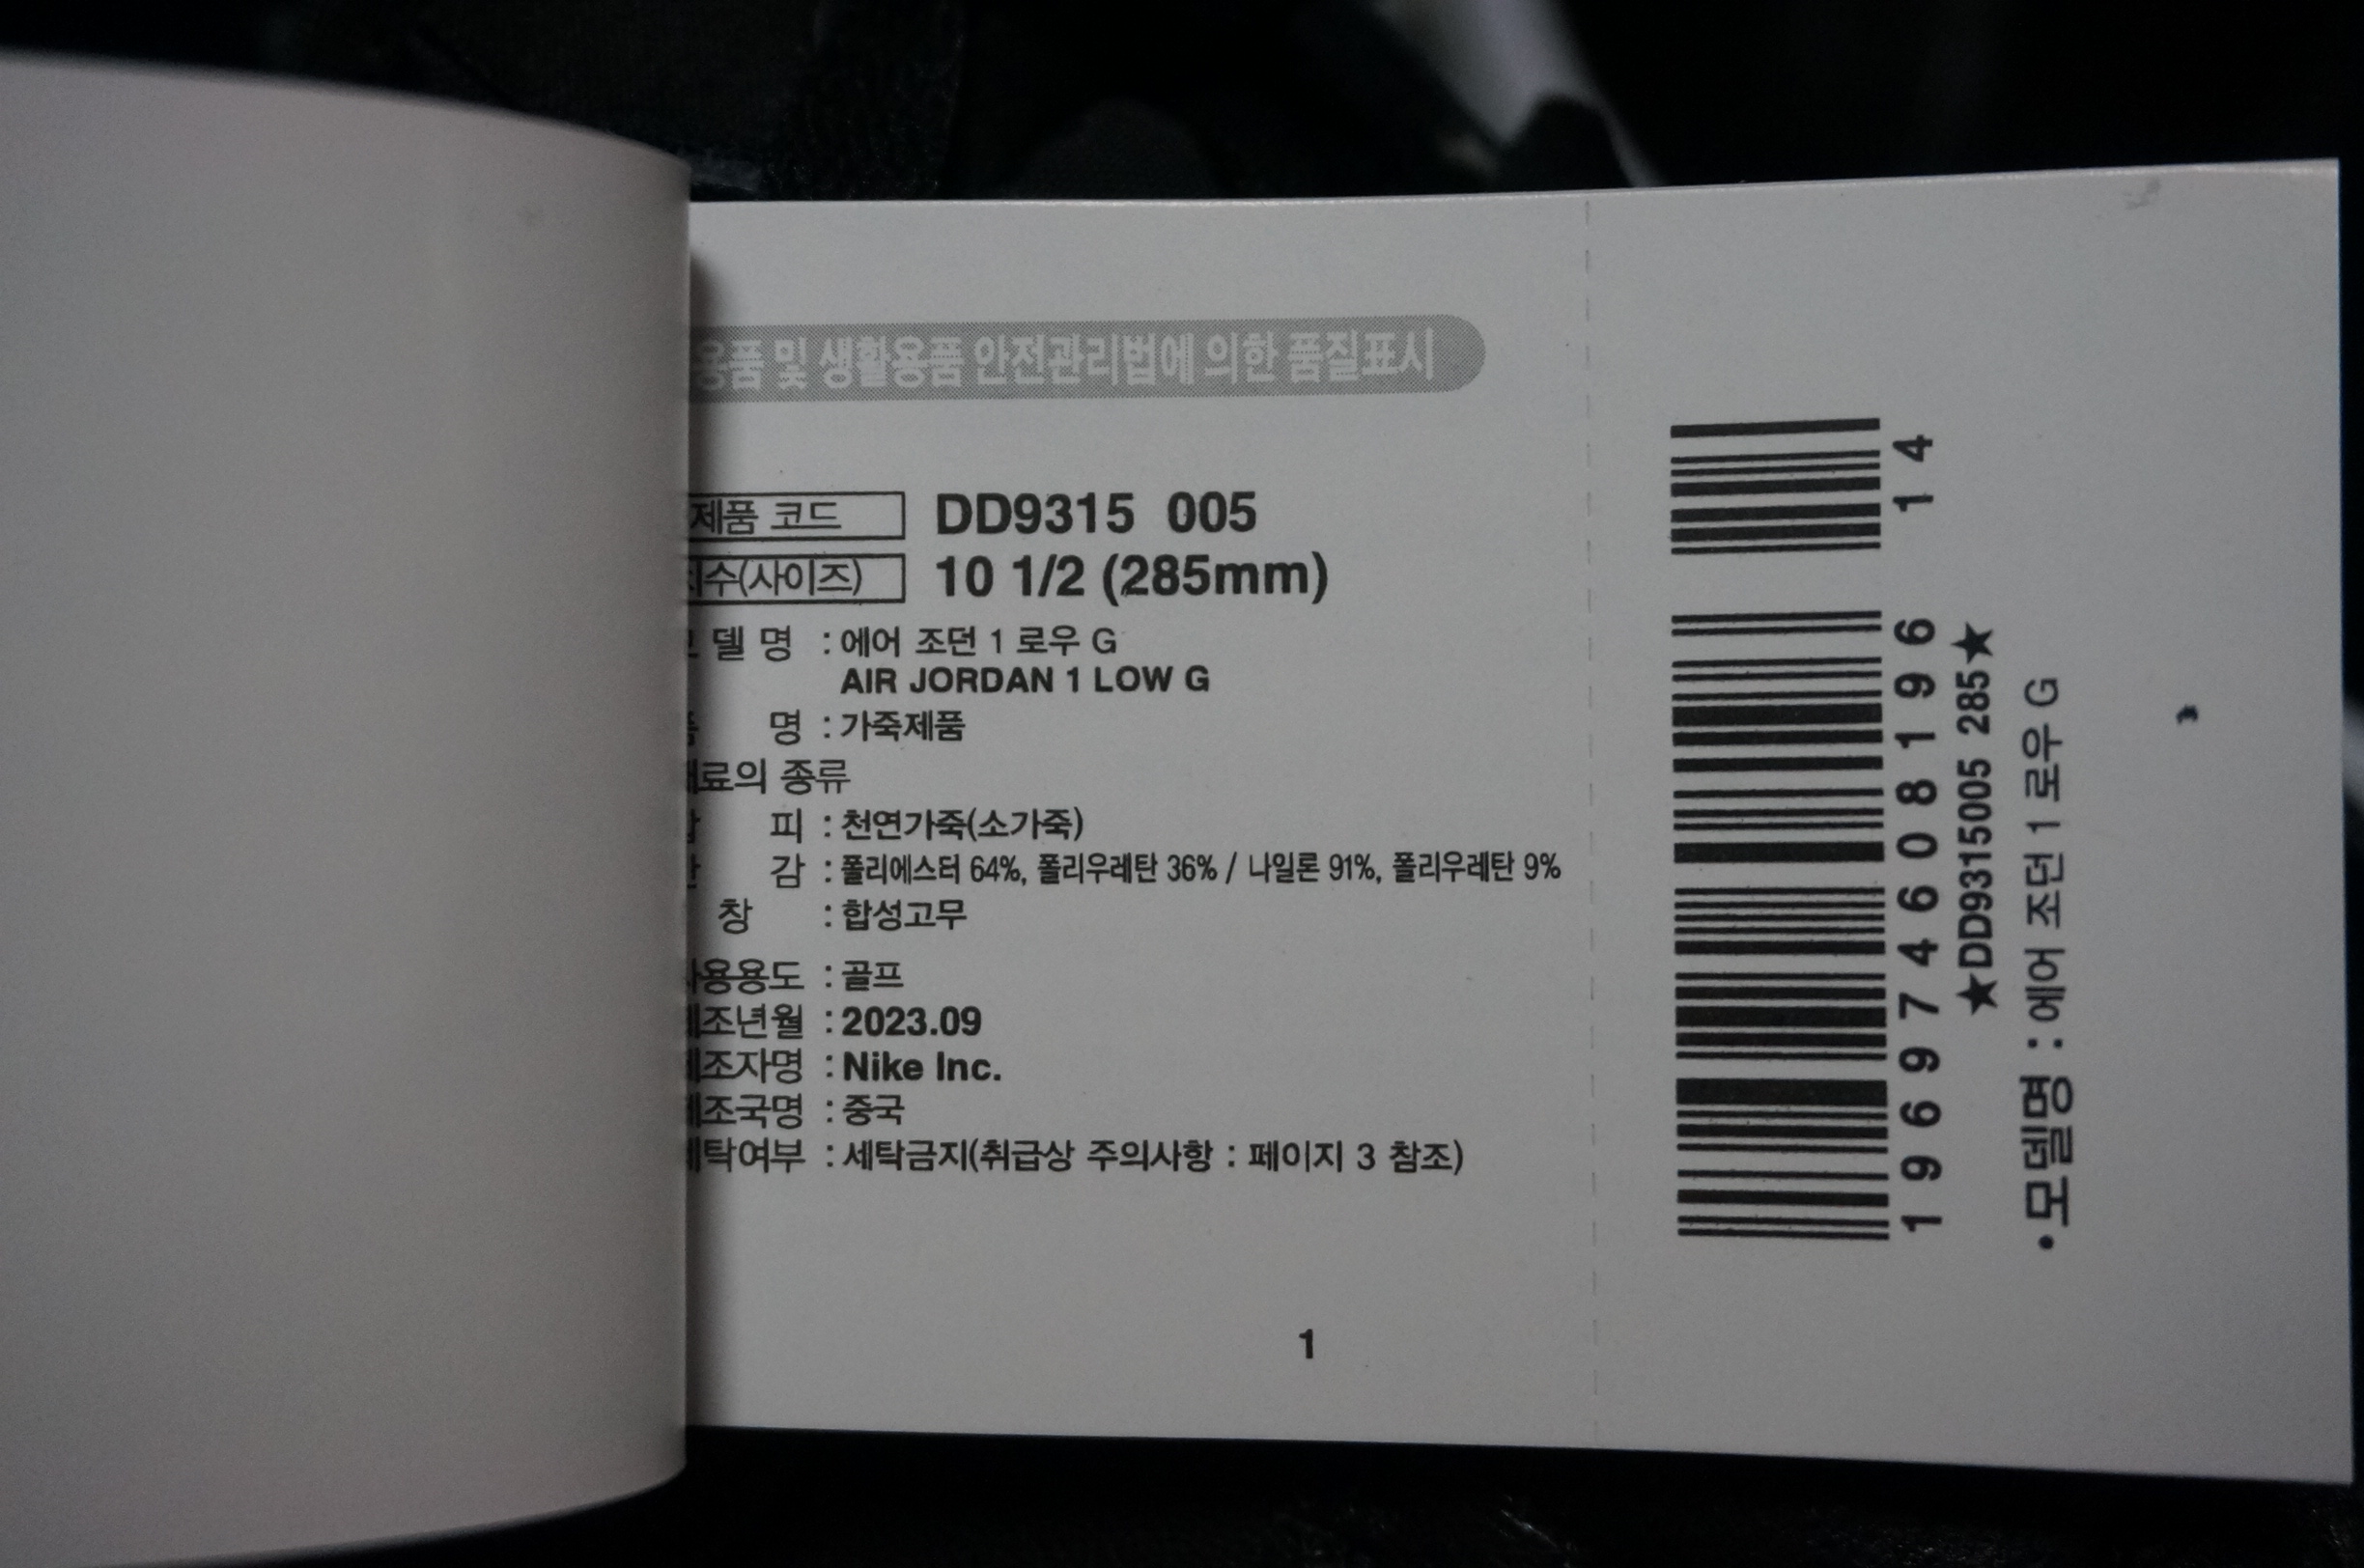 용품 및 생활용품 안전관리법에 의한 품질표시
제품 코드 DD9315 005
치수(사이즈) 10 1/2 (285mm)
모 델 명 : 에어 조던 1 로우 G
AIR JORDAN 1 LOW G
품 명 : 가죽제품
재료의 종류
갑 피 : 천연가죽(소가죽)
안 감 : 폴리에스터 64%, 폴리우레탄 36% / 나일론 91%, 폴리우레탄 9%
창 : 합성고무
사용용도 : 골프
제조년월 : 2023.09
제조자명 : Nike Inc.
제조국명 : 중국
세탁여부 : 세탁금지(취급상 주의사항 : 페이지 3 참조)
1
196974608196 14
★DD9315005 285★
•모델명 : 에어 조던 1 로우 G